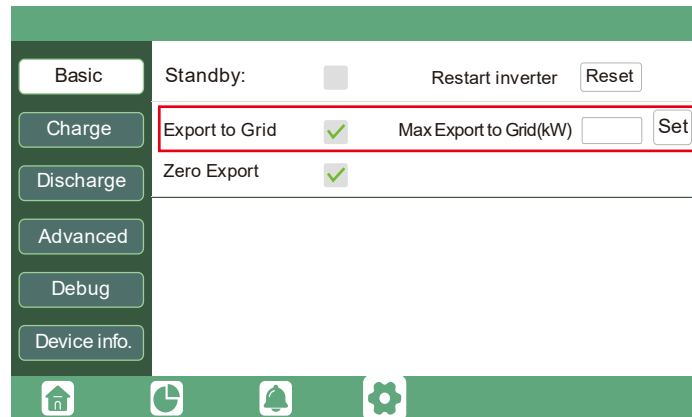 Basic
Standby:
Restart inverter
Reset
Charge
Export to Grid
Max Export to Grid(kW)
Set
Discharge
Zero Export
Advanced
Debug
Device info.